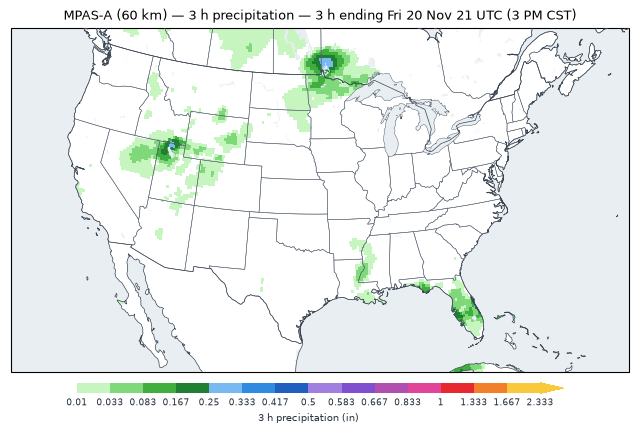 MPAS-A (60 km) — 3 h precipitation — 3 h ending Fri 20 Nov 21 UTC (3 PM CST)
0.01 0.033 0.083 0.167 0.25 0.333 0.417 0.5 0.583 0.667 0.833 1 1.333 1.667 2.333
3 h precipitation (in)